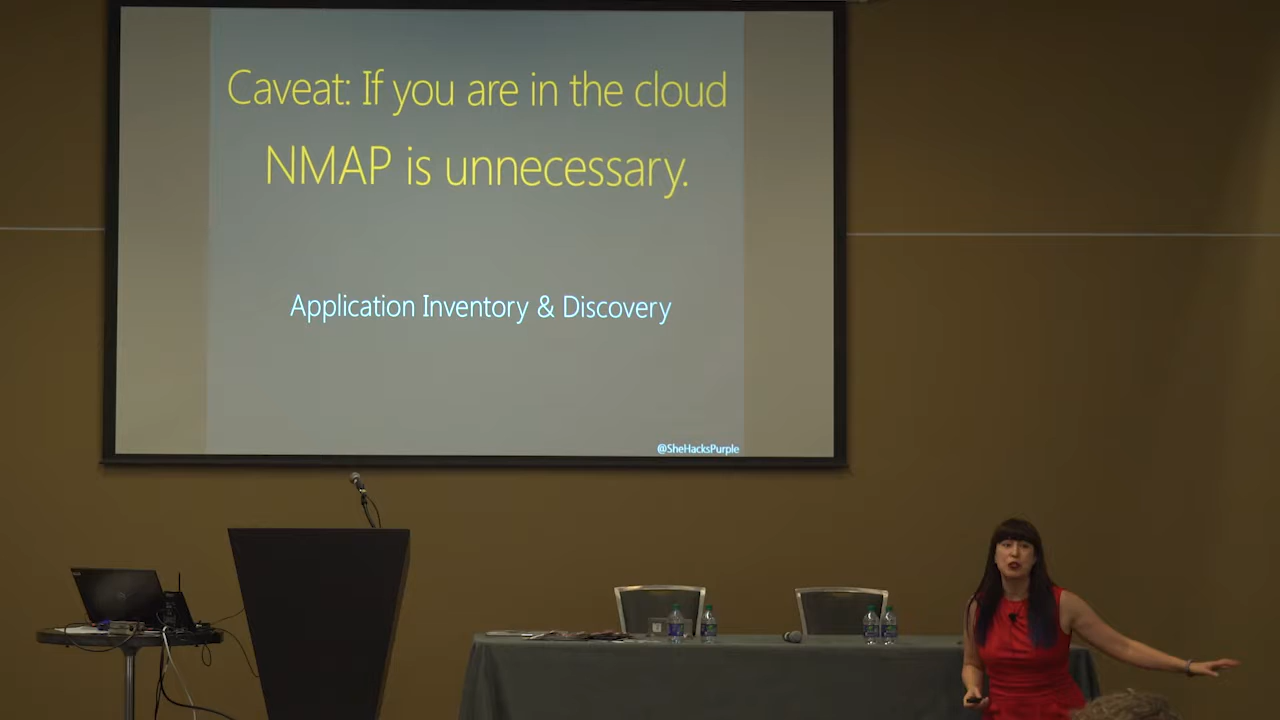 Caveat: If you are in the cloud
NMAP is unnecessary.
Application Inventory & Discovery
@SheHacksPurple